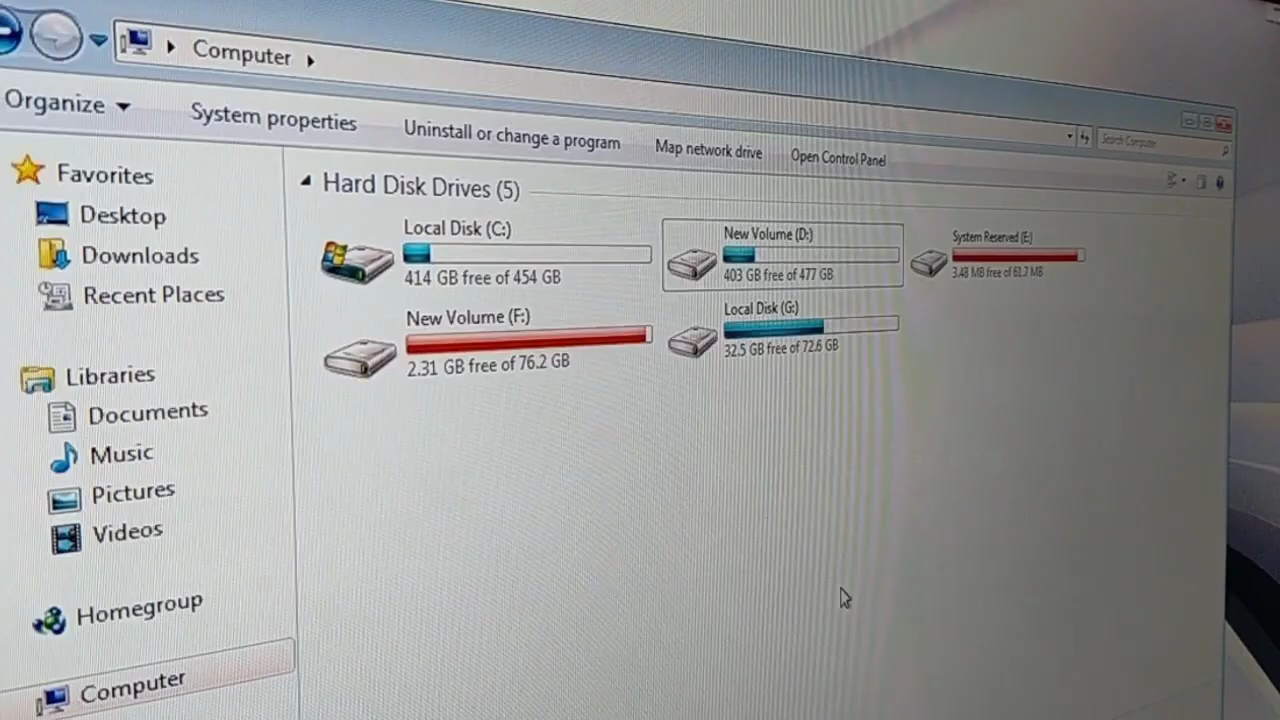 Computer
Organize
System properties
Uninstall or change a program
Map network drive
Open Control Panel
Search Computer
Favorites
Desktop
Downloads
Recent Places
Libraries
Documents
Music
Pictures
Videos
Homegroup
Computer
Hard Disk Drives (5)
Local Disk (C:)
414 GB free of 454 GB
New Volume (D:)
403 GB free of 477 GB
System Reserved (E:)
3.48 MB free of 61.7 MB
New Volume (F:)
2.31 GB free of 76.2 GB
Local Disk (G:)
32.5 GB free of 72.6 GB